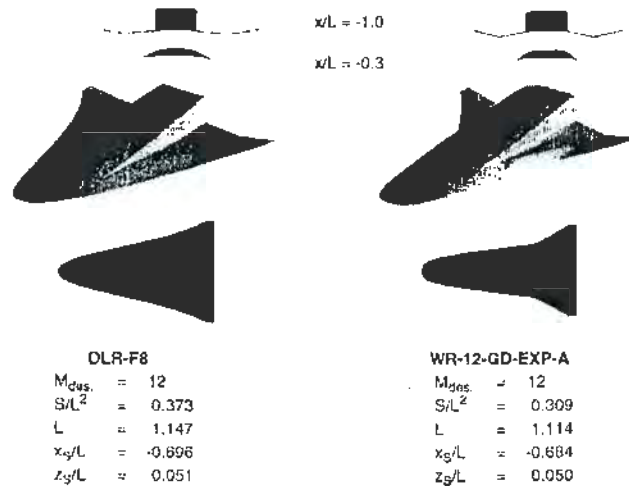 x/L = -1.0
x/L = -0.3
DLR-F8
M_des. = 12
S/L² = 0.373
L = 1.147
x_S/L = -0.696
z_S/L = 0.051
WR-12-GD-EXP-A
M_des. = 12
S/L² = 0.309
L = 1.114
x_S/L = -0.684
z_S/L = 0.050